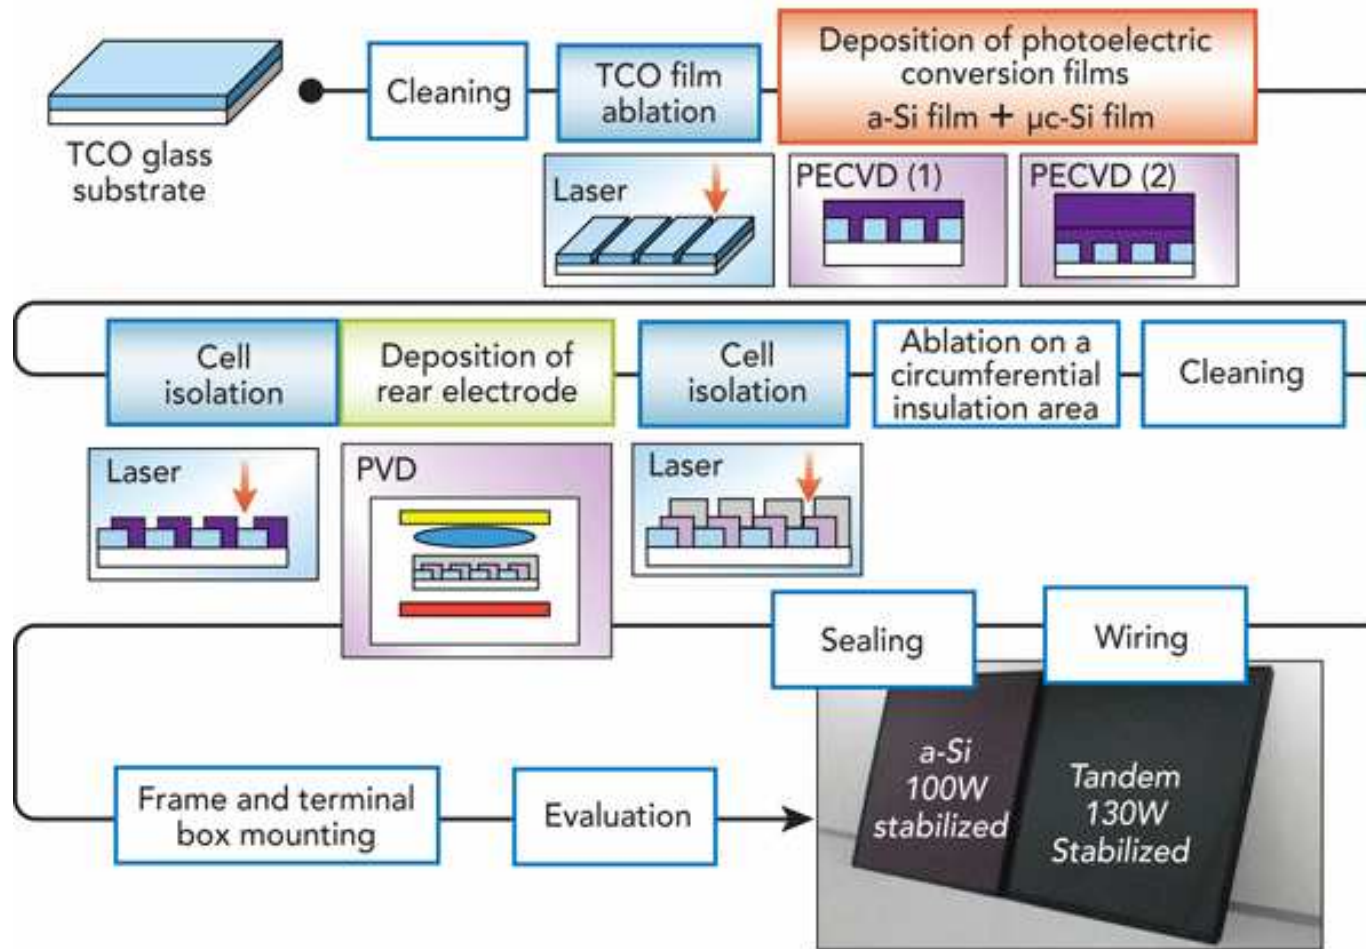 TCO glass
substrate
Cleaning
TCO film
ablation
Deposition of photoelectric
conversion films
a-Si film + µc-Si film
Laser
PECVD (1)
PECVD (2)
Cell
isolation
Deposition of
rear electrode
Cell
isolation
Ablation on a
circumferential
insulation area
Cleaning
Laser
PVD
Laser
Sealing
Wiring
Frame and terminal
box mounting
Evaluation
a-Si
100W
stabilized
Tandem
130W
Stabilized